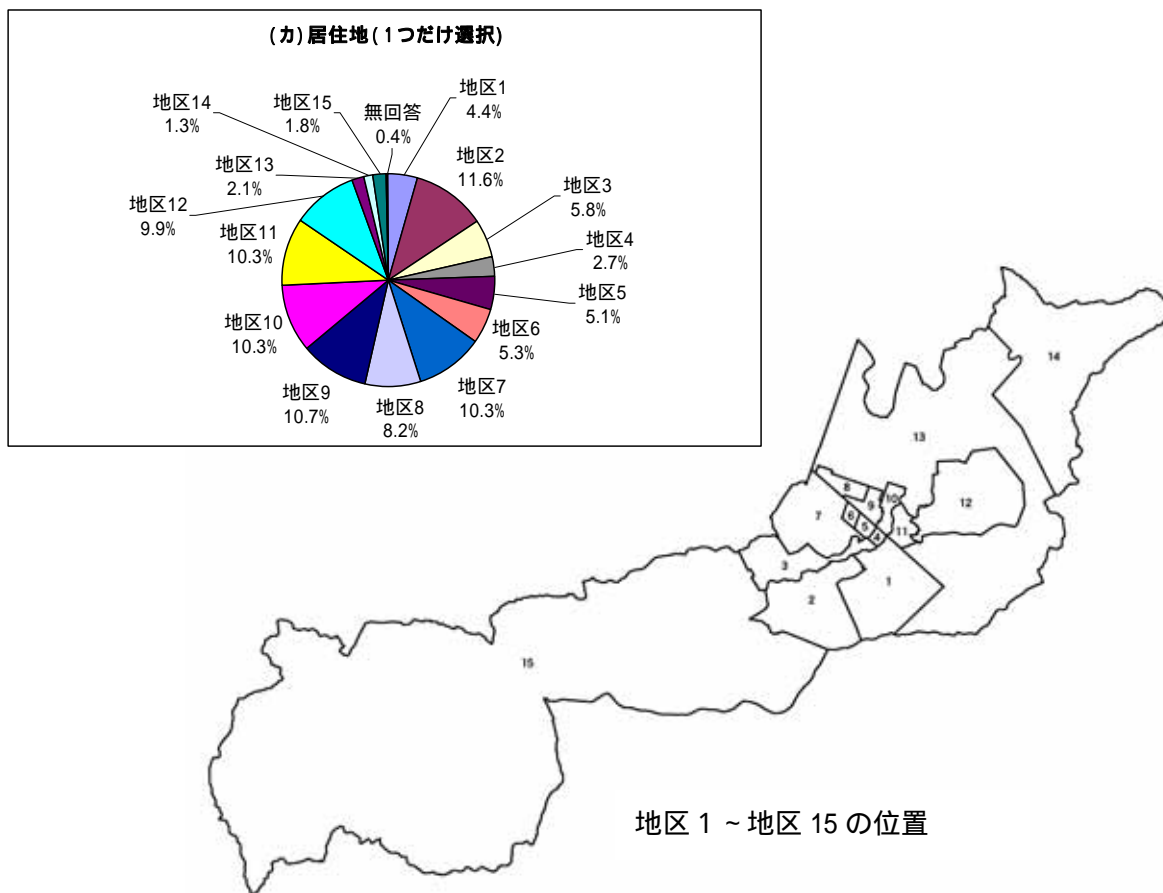 (カ)居住地(1つだけ選択)
地区1
4.4%
地区2
11.6%
地区3
5.8%
地区4
2.7%
地区5
5.1%
地区6
5.3%
地区7
10.3%
地区8
8.2%
地区9
10.7%
地区10
10.3%
地区11
10.3%
地区12
9.9%
地区13
2.1%
地区14
1.3%
地区15
1.8%
無回答
0.4%
14
13
8
9
10
12
7
6
5
4
11
3
2
1
15
地区 1 ~地区 15 の位置